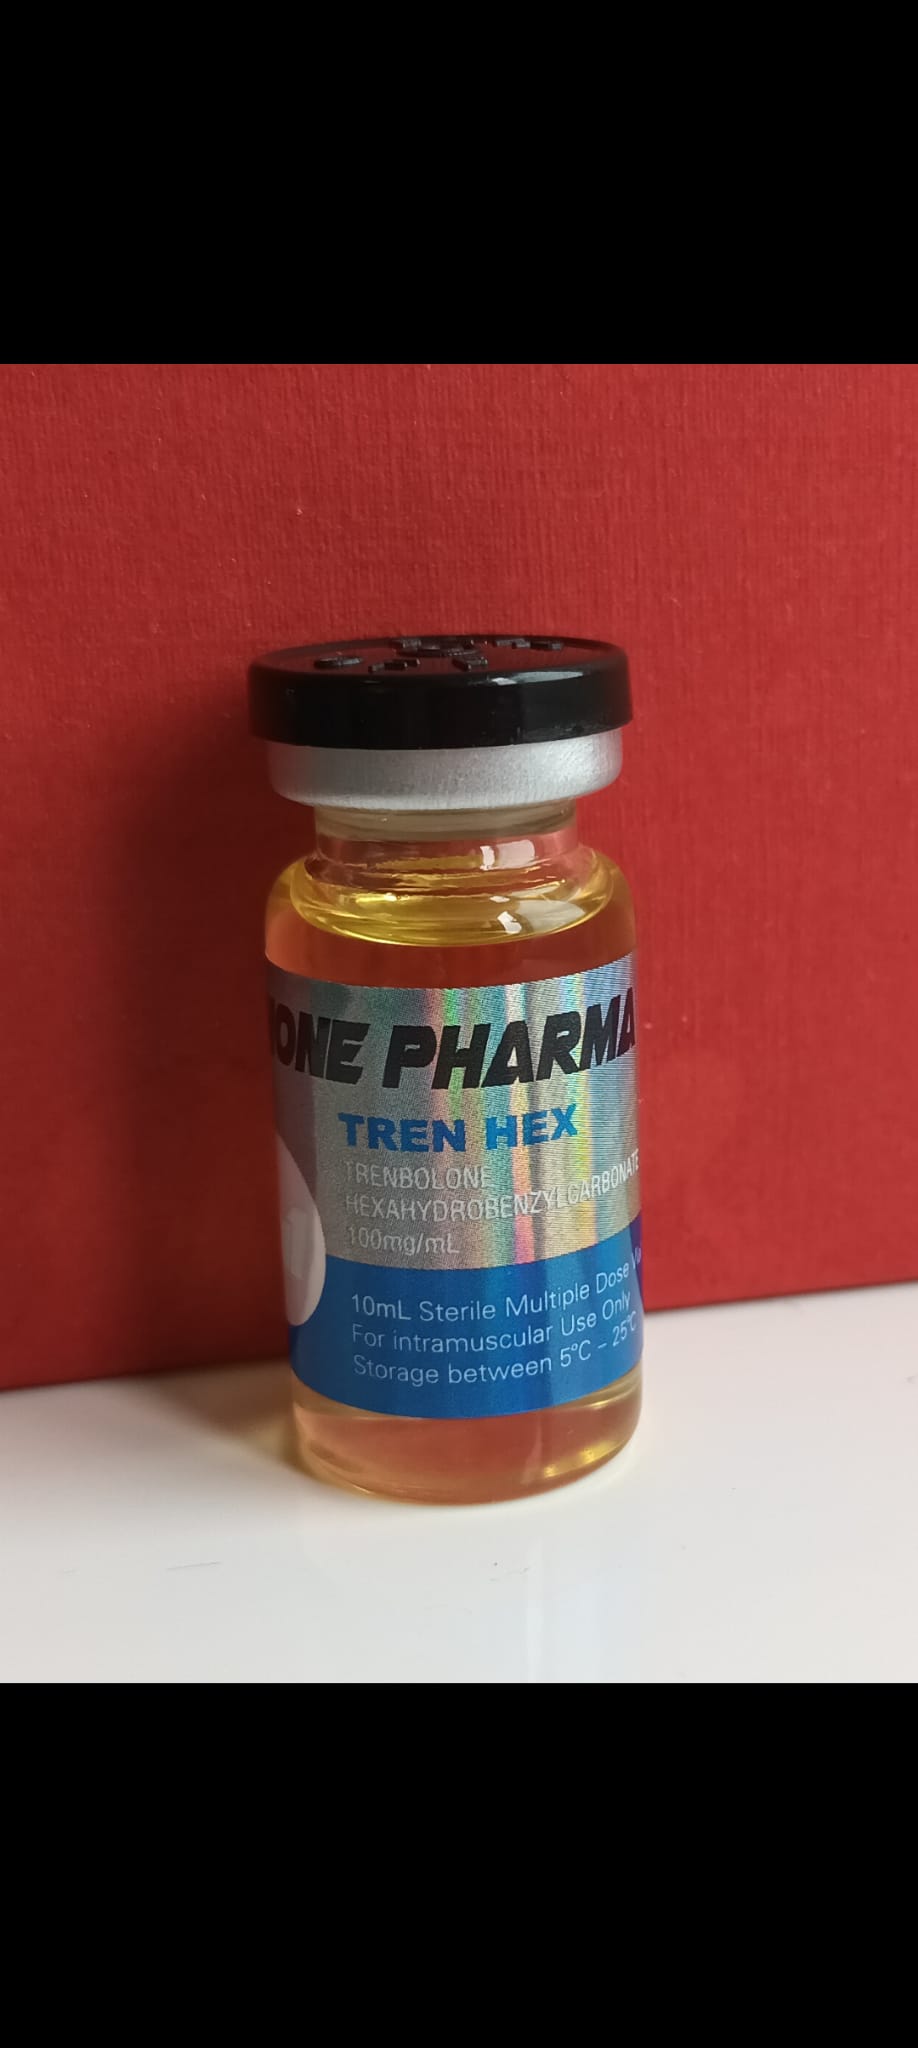 ONE PHARMA
TREN HEX
TRENBOLONE
HEXAHYDROBENZYLCARBONATE
100mg/mL
10mL Sterile Multiple Dose
For intramuscular Use Only
Storage between 5°C - 25°C